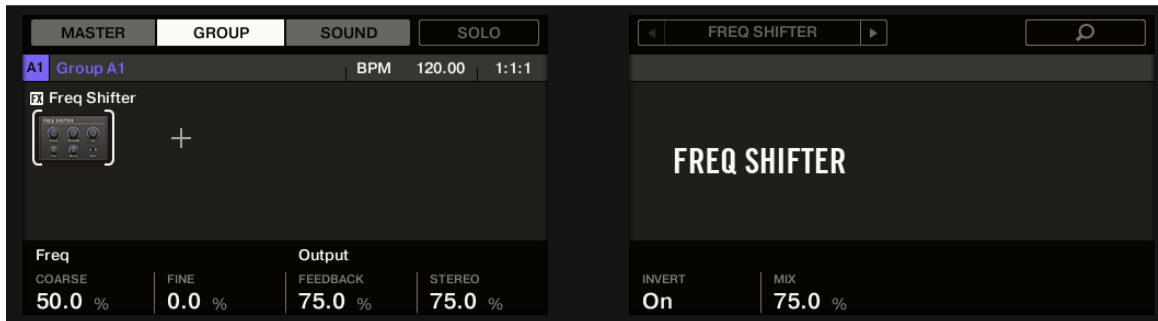 MASTER GROUP SOUND SOLO
A1 Group A1 BPM 120.00 1:1:1
FX Freq Shifter
FREQ SHIFTER
Freq Output
COARSE FINE FEEDBACK STEREO
50.0 % 0.0 % 75.0 % 75.0 %
FREQ SHIFTER
FREQ SHIFTER
INVERT MIX
On 75.0 %